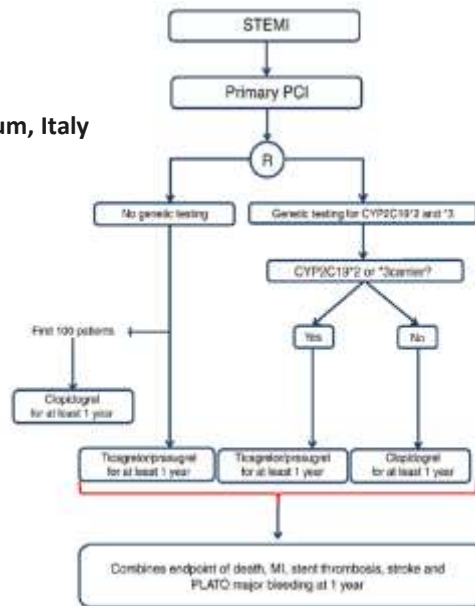 STEMI
Primary PCI
um, Italy
R
No genetic testing
Genetic testing for CYP2C19*2 and *3
CYP2C19*2 or *3carrier?
First 100 patients
Yes
No
Clopidogrel
for at least 1 year
Ticagrelor/prasugrel
for at least 1 year
Ticagrelor/prasugrel
for at least 1 year
Clopidogrel
for at least 1 year
Combines endpoint of death, MI, stent thrombosis, stroke and
PLATO major bleeding at 1 year